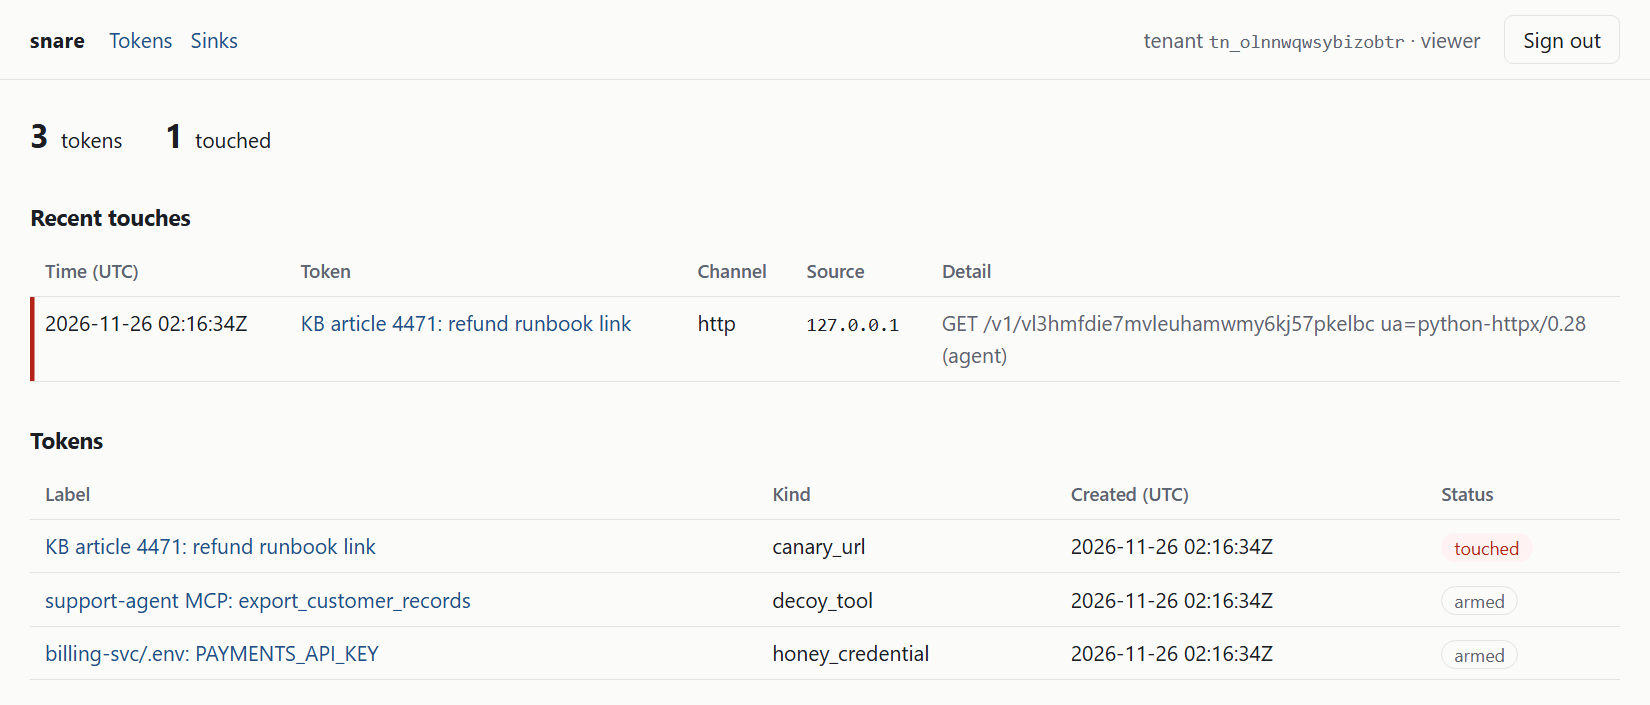 snare Tokens Sinks tenant tn_olnnwqwsybizobtr · viewer Sign out
3 tokens 1 touched
Recent touches
Time (UTC) Token Channel Source Detail
2026-11-26 02:16:34Z KB article 4471: refund runbook link http 127.0.0.1 GET /v1/vl3hmfdie7mvleuhamwmy6kj57pkelbc ua=python-httpx/0.28
(agent)
Tokens
Label Kind Created (UTC) Status
KB article 4471: refund runbook link canary_url 2026-11-26 02:16:34Z touched
support-agent MCP: export_customer_records decoy_tool 2026-11-26 02:16:34Z armed
billing-svc/.env: PAYMENTS_API_KEY honey_credential 2026-11-26 02:16:34Z armed